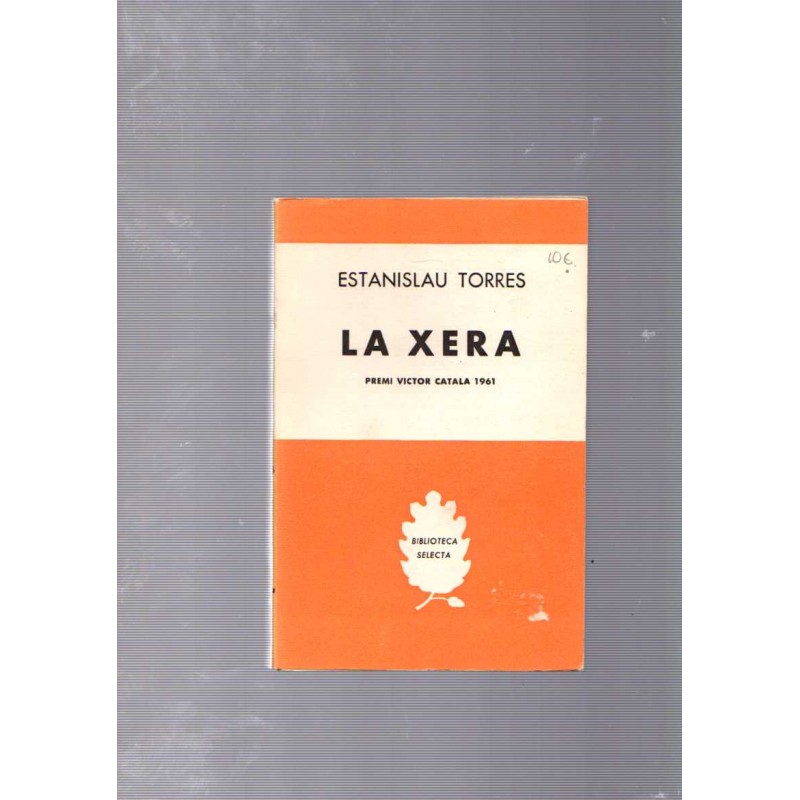 10€.
ESTANISLAU TORRES
LA XERA
PREMI VICTOR CATALA 1961
BIBLIOTECA
SELECTA